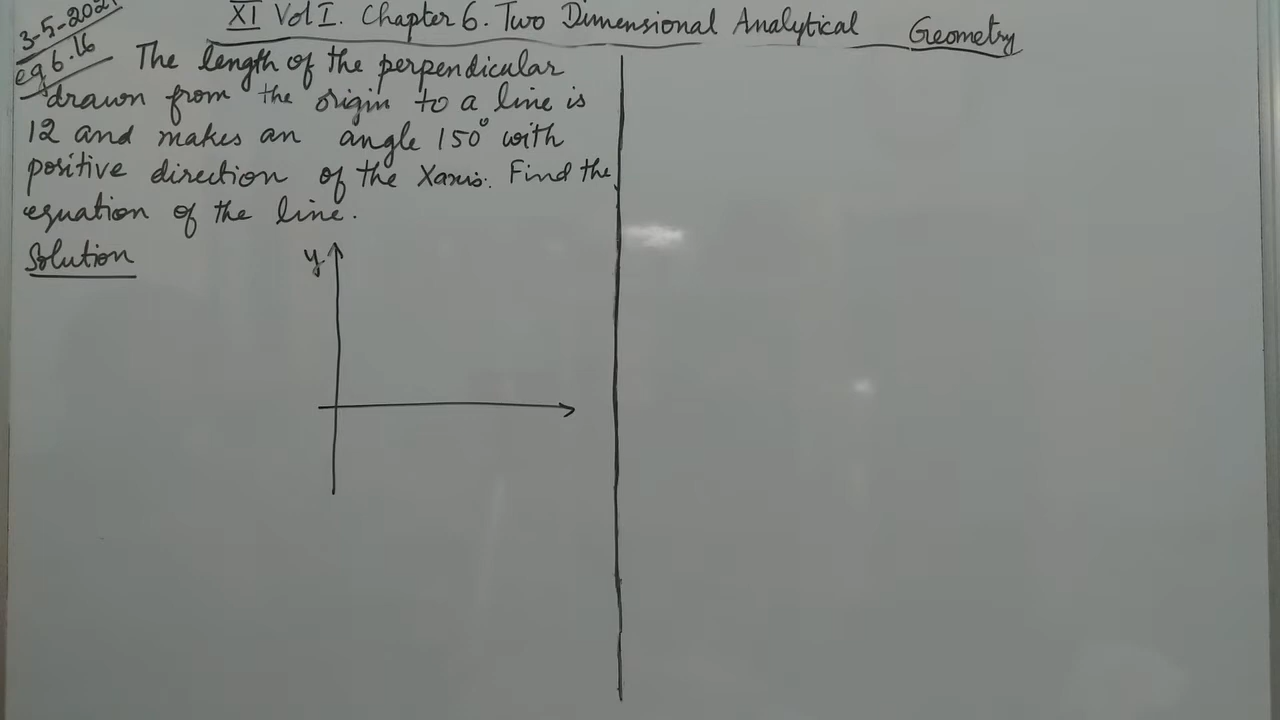 3-5-2021
XI Vol I. Chapter 6. Two Dimensional Analytical Geometry
eg 6.16
The length of the perpendicular
drawn from the origin to a line is
12 and makes an angle 150° with
positive direction of the X axis. Find the
equation of the line.
Solution
y